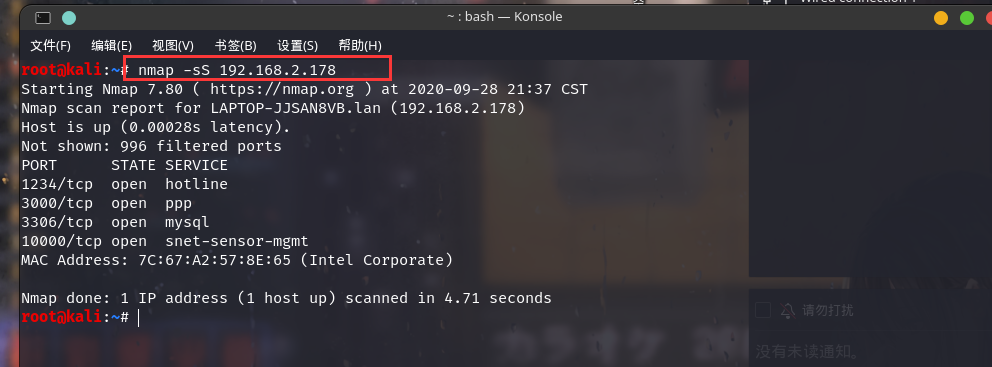 ~ : bash — Konsole
文件(F) 编辑(E) 视图(V) 书签(B) 设置(S) 帮助(H)
root@kali:~# nmap -sS 192.168.2.178
Starting Nmap 7.80 ( https://nmap.org ) at 2020-09-28 21:37 CST
Nmap scan report for LAPTOP-JJSAN8VB.lan (192.168.2.178)
Host is up (0.00028s latency).
Not shown: 996 filtered ports
PORT      STATE SERVICE
1234/tcp  open  hotline
3000/tcp  open  ppp
3306/tcp  open  mysql
10000/tcp open  snet-sensor-mgmt
MAC Address: 7C:67:A2:57:8E:65 (Intel Corporate)
Nmap done: 1 IP address (1 host up) scanned in 4.71 seconds
root@kali:~#
请勿打扰
没有未读通知。
カラオケ